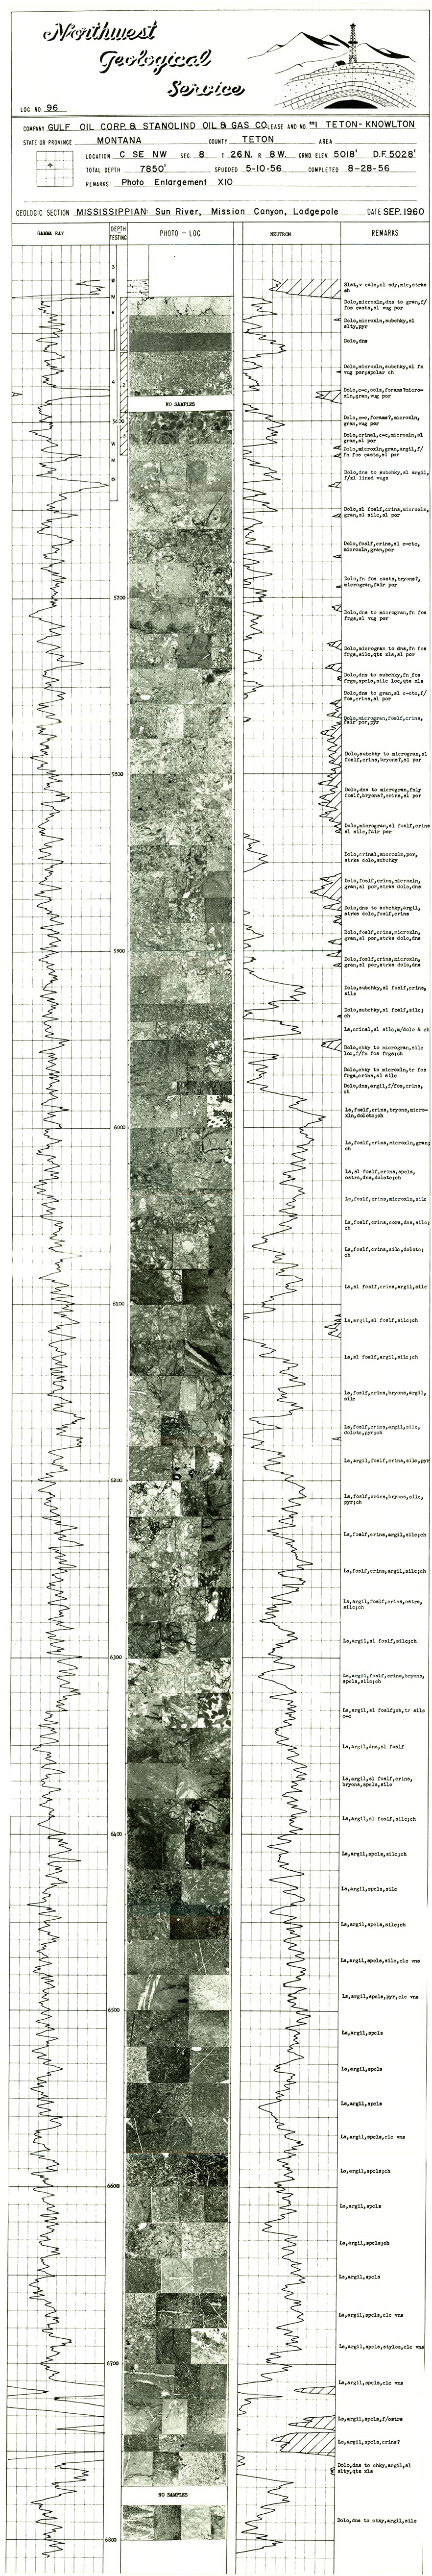 Northwest
Geological
Service
LOG NO 96
COMPANY GULF OIL CORP. & STANOLIND OIL & GAS CO. LEASE AND NO #1 TETON-KNOWLTON
STATE OR PROVINCE MONTANA COUNTY TETON AREA
LOCATION C SE NW SEC. 8 T. 26N. R. 8W. GRND ELEV 5018' D.F. 5028'
TOTAL DEPTH 7850' SPUDDED 5-10-56 COMPLETED 8-28-56
REMARKS Photo Enlargement X10
GEOLOGIC SECTION MISSISSIPPIAN: Sun River, Mission Canyon, Lodgepole DATE SEP. 1960
GAMMA RAY DEPTH TESTING PHOTO - LOG NEUTRON REMARKS
Slst,v calc,sl sdy,mic,strks
sh
Dolo,microxln,dns to gran,f/
fos casts,sl vug por
Dolo,microxln,subchky,sl
slty,pyr
Dolo,dns
Dolo,microxln,subchky,sl fn
vug por;spclar ch
NO SAMPLES
Dolo,c-c,ools,forams?micro-
xln,gran,vug por
5600
Dolo,c-c,forams?,microxln,
gran,vug por
Dolo,crinal,c-c,microxln,sl
gran,sl por
Dolo,microxln,gran,argil,f/
fn fos casts,sl por
Dolo,dns to subchky,sl argil,
f/xl lined vugs
Dolo,sl foslf,crins,microxln,
gran,sl silc,sl por
Dolo,foslf,crins,sl c-ctc,
microxln,gran,por
Dolo,fn fos casts,bryons?,
microgran,fair por
5700
Dolo,dns to microgran,fn fos
frgs,sl vug por
Dolo,microgran to dns,fn fos
frgs,silc,qtz xls,sl por
Dolo,dns to subchky,fn fos
frgs,spcls,silc loc,qtz xls
Dolo,dns to gran,sl c-ctc,f/
fos,crins,sl por
Dolo,microgran,foslf,crins,
fair por,pyr
Dolo,subchky to microgran,sl
foslf,crins,bryons?,sl por
5800
Dolo,dns to microgran,fnly
foslf,bryons?,crins,sl por
Dolo,microgran,sl foslf,crins
sl silc,fair por
Dolo,crinal,microxln,por,
strks dolo,subchky
Dolo,foslf,crins,microxln,
gran,sl por,strks dolo,dns
Dolo,dns to subchky,argil,
strks dolo,foslf,crins
Dolo,foslf,crins,microxln,
gran,sl por,strks dolo,dns
5900
Dolo,foslf,crins,microxln,
gran,sl por,strks dolo,dns
Dolo,subchky,sl foslf,crins,
silc
Dolo,subchky,sl foslf,silc;
ch
Ls,crinal,sl silc,m/dolo & ch
Dolo,chky to microgran,silc
loc,f/fn fos frgs;ch
Dolo,chky to microxln,tr fos
frgs,crins,sl silc
Dolo,dns,argil,f/fos,crins,
ch
Ls,foslf,crins,bryons,micro-
xln,dolotc;ch
6000
Ls,foslf,crins,microxln,gran;
ch
Ls,sl foslf,crins,spcls,
ostrs,dns,dolotc;ch
Ls,foslf,crins,microxln,silc
Ls,foslf,crins,cors,dns,silc;
ch
Ls,foslf,crins,silc,dolotc;
ch
Ls,sl foslf,crins,argil,silc
6100
Ls,argil,sl foslf,silc;ch
Ls,sl foslf,argil,silc;ch
Ls,foslf,crins,bryons,argil,
silc
Ls,foslf,crins,argil,silc,
dolotc,pyr;ch
Ls,argil,foslf,crins,silc,pyr
6200
Ls,foslf,crins,bryons,silc,
pyr;ch
Ls,foslf,crins,argil,silc;ch
Ls,foslf,crins,argil,silc;ch
Ls,argil,foslf,crins,ostrs,
silc;ch
Ls,argil,sl foslf,silc;ch
6300
Ls,argil,foslf,crins,bryons,
spcls,silc;ch
Ls,argil,sl foslf;ch,tr silc
c-c
Ls,argil,dns,sl foslf
Ls,argil,sl foslf,crins,
bryons,spcls,silc
Ls,argil,sl foslf,silc;ch
6400
Ls,argil,spcls,silc;ch
Ls,argil,spcls,silc
Ls,argil,spcls,silc;ch
Ls,argil,spcls,silc,clc vns
Ls,argil,spcls,pyr,clc vns
6500
Ls,argil,spcls
Ls,argil,spcls
Ls,argil,spcls
Ls,argil,spcls,clc vns
Ls,argil,spcls;ch
6600
Ls,argil,spcls
Ls,argil,spcls;ch
Ls,argil,spcls
Ls,argil,spcls,clc vns
Ls,argil,spcls,stylos,clc vns
6700
Ls,argil,spcls,clc vns
Ls,argil,spcls,f/ostrs
Ls,argil,spcls,crins?
Dolo,dns to chky,argil,sl
slty,qtz xls
NO SAMPLES
Dolo,dns to chky,argil,silc
6800